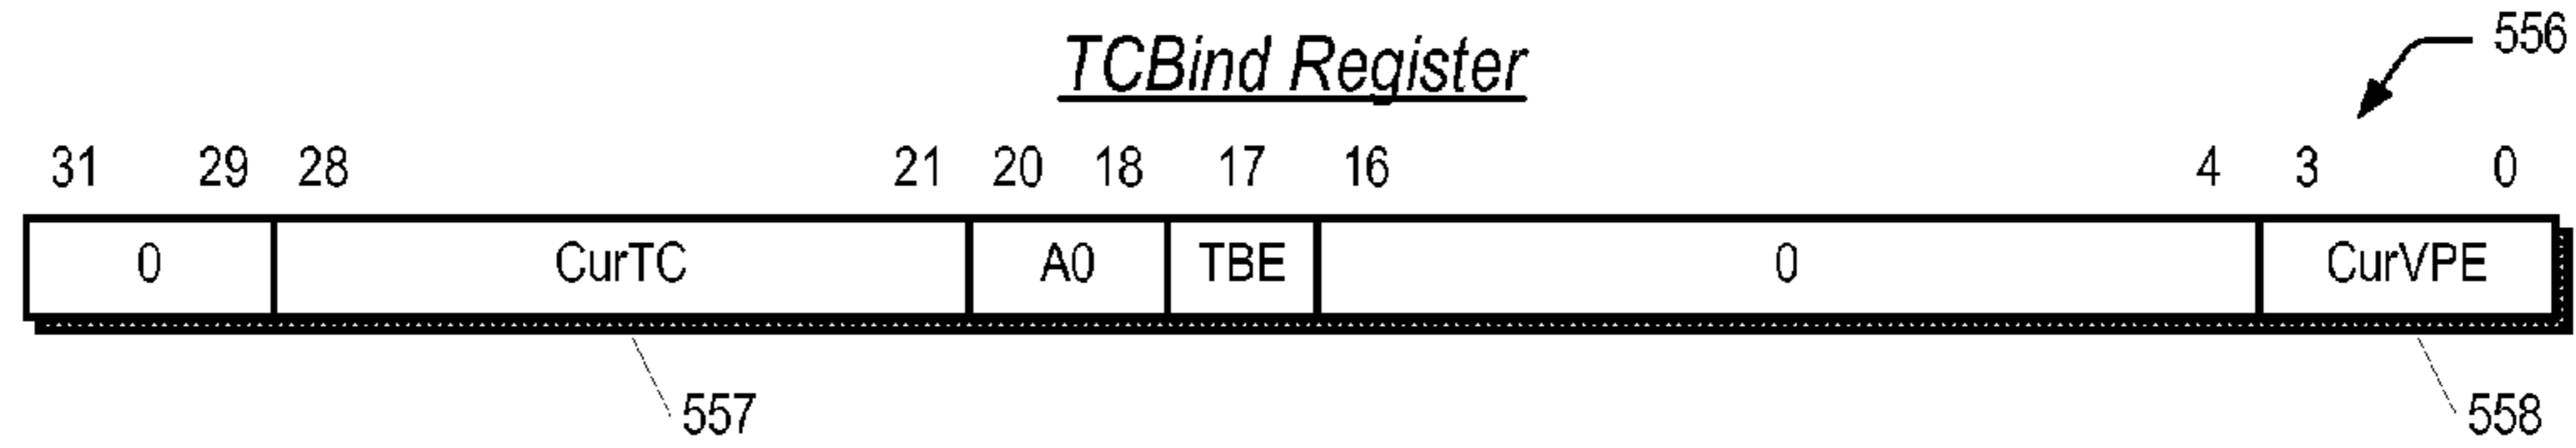 556
TCBind Register
31 29 28 21 20 18 17 16 4 3 0
0 CurTC A0 TBE 0 CurVPE
557 558